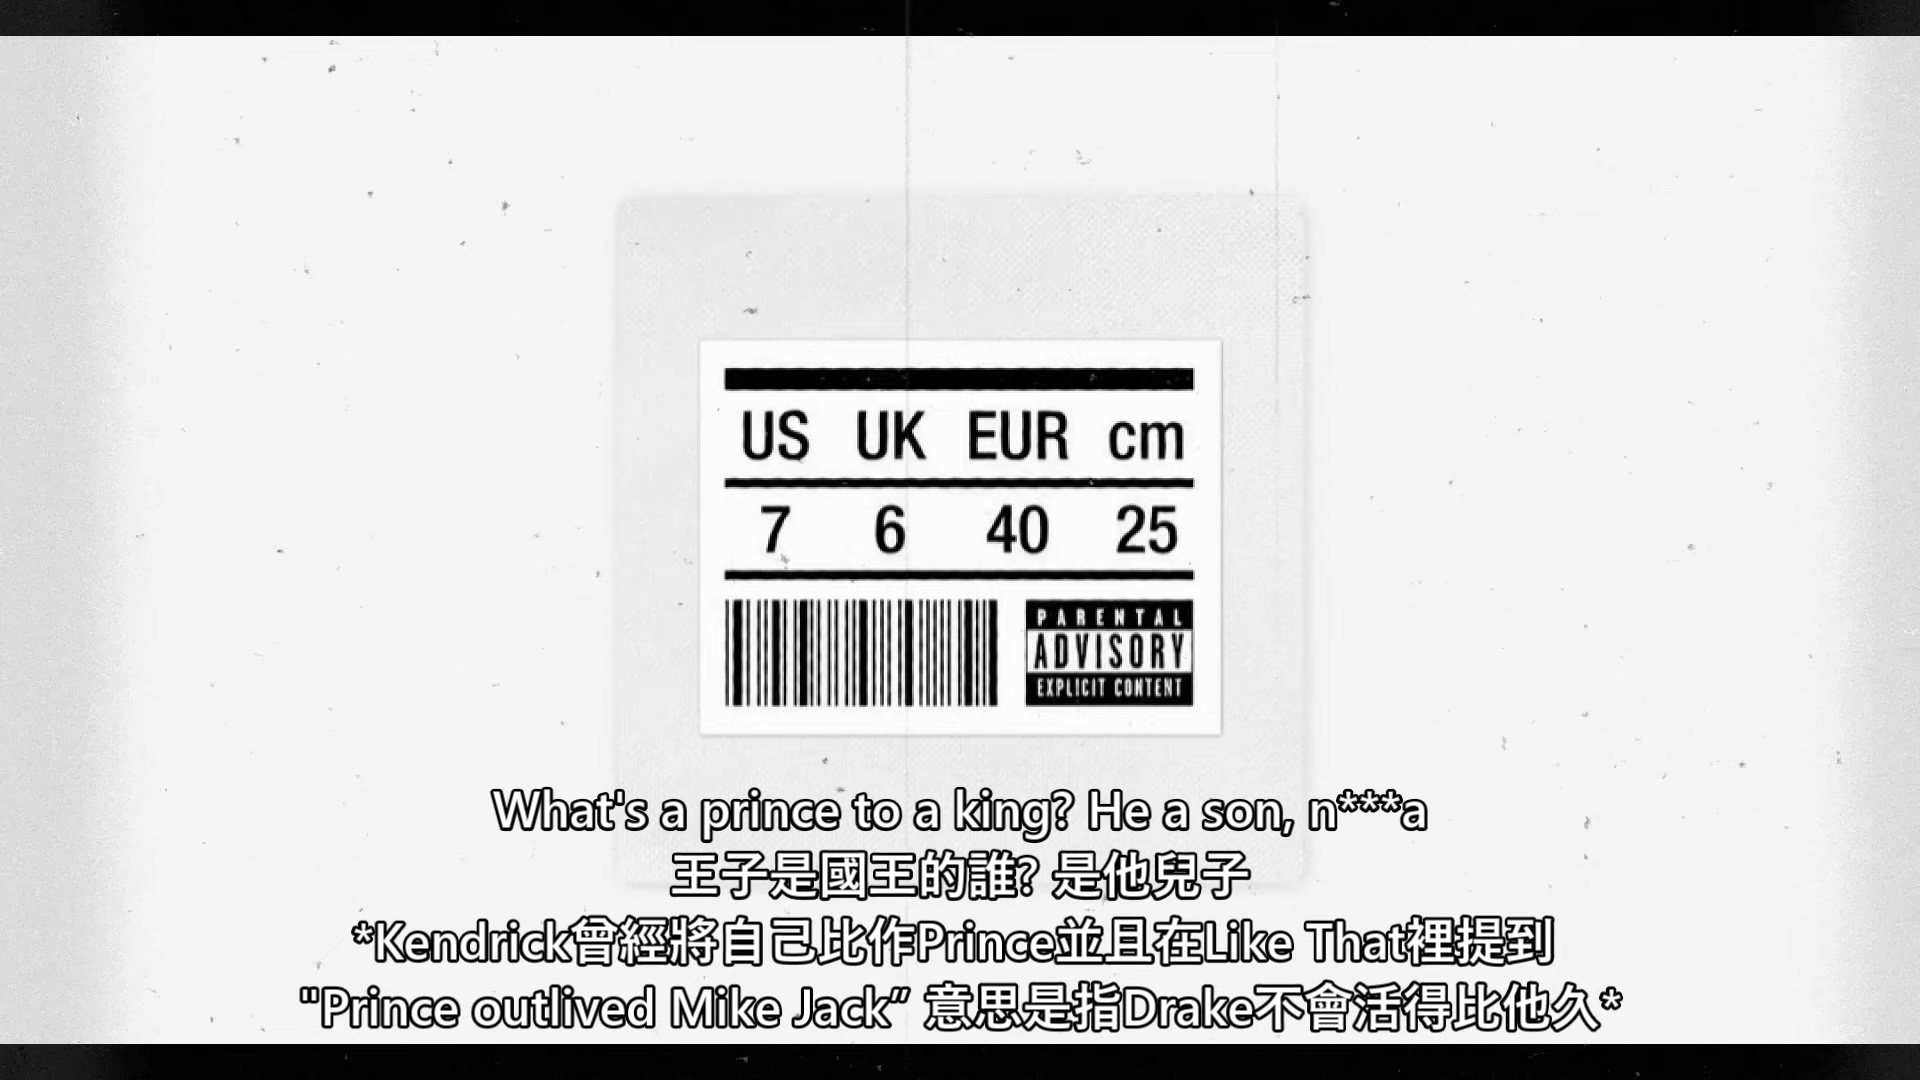 US UK EUR cm
7 6 40 25
PARENTAL
ADVISORY
EXPLICIT CONTENT
What's a prince to a king? He a son, n***a
王子是國王的誰? 是他兒子
*Kendrick曾經將自己比作Prince並且在Like That裡提到
"Prince outlived Mike Jack” 意思是指Drake不會活得比他久*